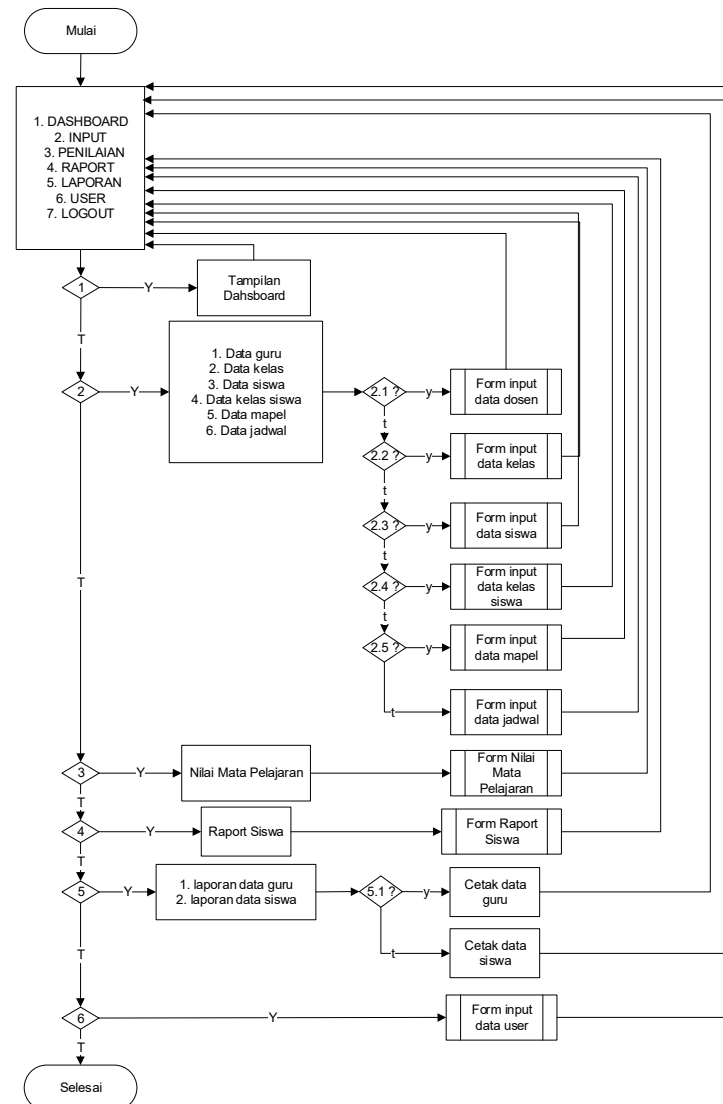 Mulai
1. DASHBOARD
2. INPUT
3. PENILAIAN
4. RAPORT
5. LAPORAN
6. USER
7. LOGOUT
1
Y
Tampilan
Dahsboard
T
2
Y
1. Data guru
2. Data kelas
3. Data siswa
4. Data kelas siswa
5. Data mapel
6. Data jadwal
2.1 ?
y
Form input
data dosen
t
2.2 ?
y
Form input
data kelas
t
2.3 ?
y
Form input
data siswa
t
2.4 ?
y
Form input
data kelas
siswa
t
2.5 ?
y
Form input
data mapel
t
Form input
data jadwal
T
3
Y
Nilai Mata Pelajaran
Form Nilai
Mata
Pelajaran
T
4
Y
Raport Siswa
Form Raport
Siswa
T
5
Y
1. laporan data guru
2. laporan data siswa
5.1 ?
y
Cetak data
guru
t
Cetak data
siswa
T
6
Y
Form input
data user
T
Selesai